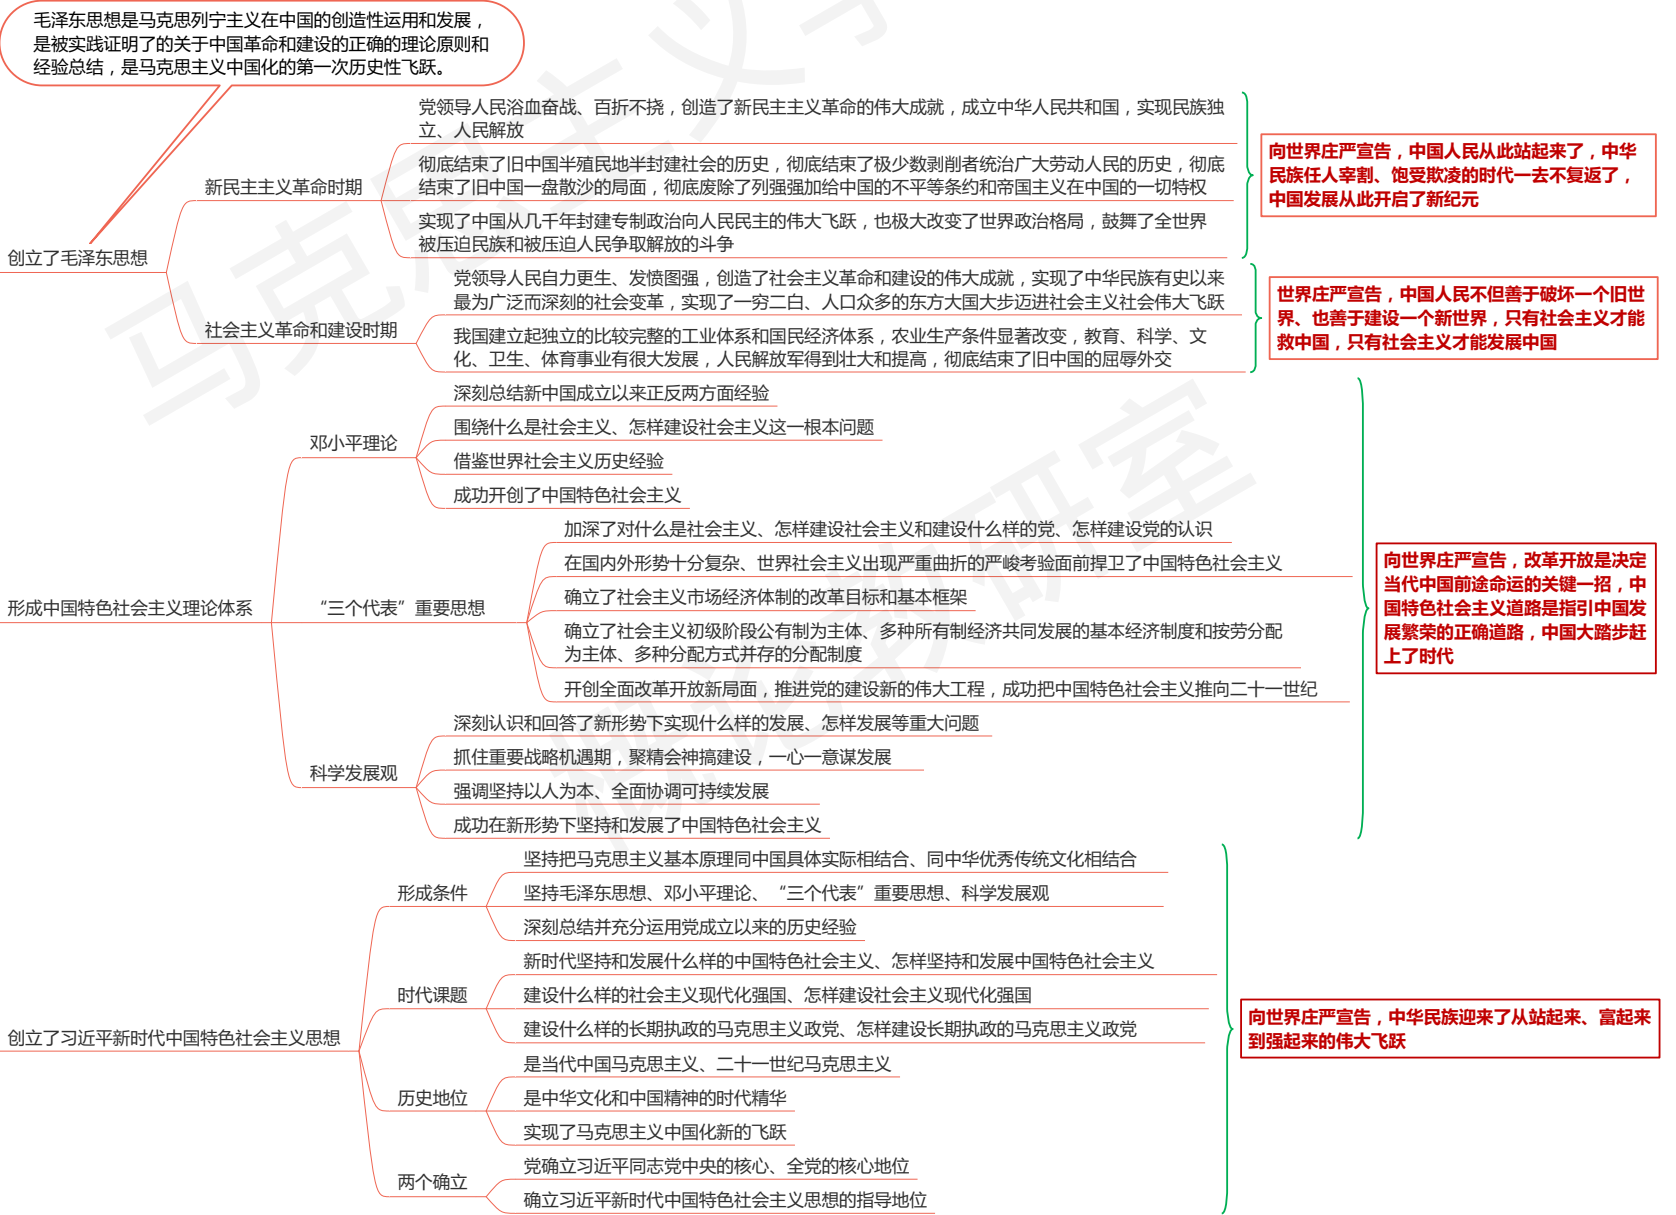 毛泽东思想是马克思列宁主义在中国的创造性运用和发展，
是被实践证明了的关于中国革命和建设的正确的理论原则和
经验总结，是马克思主义中国化的第一次历史性飞跃。
创立了毛泽东思想
新民主主义革命时期
党领导人民浴血奋战、百折不挠，创造了新民主主义革命的伟大成就，成立中华人民共和国，实现民族独
立、人民解放
彻底结束了旧中国半殖民地半封建社会的历史，彻底结束了极少数剥削者统治广大劳动人民的历史，彻底
结束了旧中国一盘散沙的局面，彻底废除了列强强加给中国的不平等条约和帝国主义在中国的一切特权
实现了中国从几千年封建专制政治向人民民主的伟大飞跃，也极大改变了世界政治格局，鼓舞了全世界
被压迫民族和被压迫人民争取解放的斗争
向世界庄严宣告，中国人民从此站起来了，中华
民族任人宰割、饱受欺凌的时代一去不复返了，
中国发展从此开启了新纪元
社会主义革命和建设时期
党领导人民自力更生、发愤图强，创造了社会主义革命和建设的伟大成就，实现了中华民族有史以来
最为广泛而深刻的社会变革，实现了一穷二白、人口众多的东方大国大步迈进社会主义社会伟大飞跃
我国建立起独立的比较完整的工业体系和国民经济体系，农业生产条件显著改变，教育、科学、文
化、卫生、体育事业有很大发展，人民解放军得到壮大和提高，彻底结束了旧中国的屈辱外交
世界庄严宣告，中国人民不但善于破坏一个旧世
界、也善于建设一个新世界，只有社会主义才能
救中国，只有社会主义才能发展中国
形成中国特色社会主义理论体系
邓小平理论
深刻总结新中国成立以来正反两方面经验
围绕什么是社会主义、怎样建设社会主义这一根本问题
借鉴世界社会主义历史经验
成功开创了中国特色社会主义
“三个代表”重要思想
加深了对什么是社会主义、怎样建设社会主义和建设什么样的党、怎样建设党的认识
在国内外形势十分复杂、世界社会主义出现严重曲折的严峻考验面前捍卫了中国特色社会主义
确立了社会主义市场经济体制的改革目标和基本框架
确立了社会主义初级阶段公有制为主体、多种所有制经济共同发展的基本经济制度和按劳分配
为主体、多种分配方式并存的分配制度
开创全面改革开放新局面，推进党的建设新的伟大工程，成功把中国特色社会主义推向二十一世纪
科学发展观
深刻认识和回答了新形势下实现什么样的发展、怎样发展等重大问题
抓住重要战略机遇期，聚精会神搞建设，一心一意谋发展
强调坚持以人为本、全面协调可持续发展
成功在新形势下坚持和发展了中国特色社会主义
向世界庄严宣告，改革开放是决定
当代中国前途命运的关键一招，中
国特色社会主义道路是指引中国发
展繁荣的正确道路，中国大踏步赶
上了时代
创立了习近平新时代中国特色社会主义思想
形成条件
坚持把马克思主义基本原理同中国具体实际相结合、同中华优秀传统文化相结合
坚持毛泽东思想、邓小平理论、“三个代表”重要思想、科学发展观
深刻总结并充分运用党成立以来的历史经验
时代课题
新时代坚持和发展什么样的中国特色社会主义、怎样坚持和发展中国特色社会主义
建设什么样的社会主义现代化强国、怎样建设社会主义现代化强国
建设什么样的长期执政的马克思主义政党、怎样建设长期执政的马克思主义政党
历史地位
是当代中国马克思主义、二十一世纪马克思主义
是中华文化和中国精神的时代精华
实现了马克思主义中国化新的飞跃
两个确立
党确立习近平同志党中央的核心、全党的核心地位
确立习近平新时代中国特色社会主义思想的指导地位
向世界庄严宣告，中华民族迎来了从站起来、富起来
到强起来的伟大飞跃
马克思主义学
概论教研室